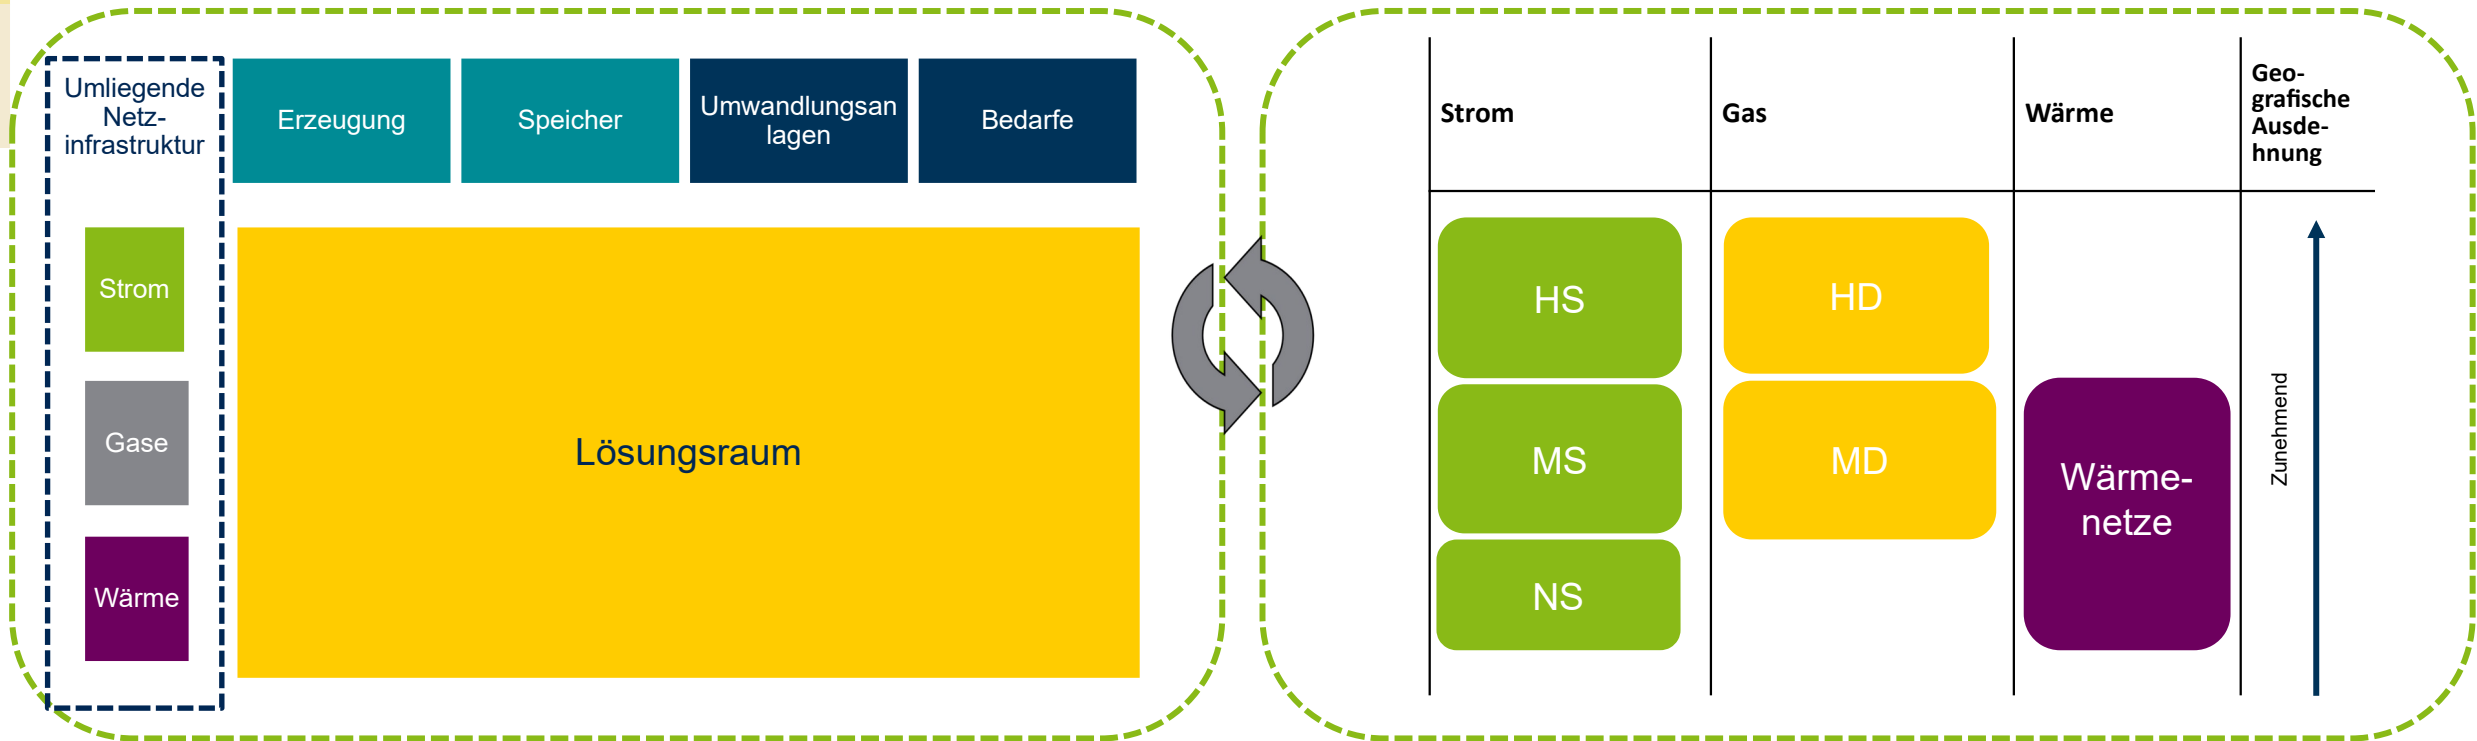 Umliegende
Netz-
infrastruktur
Erzeugung
Speicher
Umwandlungsan
lagen
Bedarfe
Strom
Gase
Wärme
Lösungsraum
Strom
Gas
Wärme
Geo-
grafische
Ausde-
hnung
HS
HD
MS
MD
NS
Wärme-
netze
Zunehmend